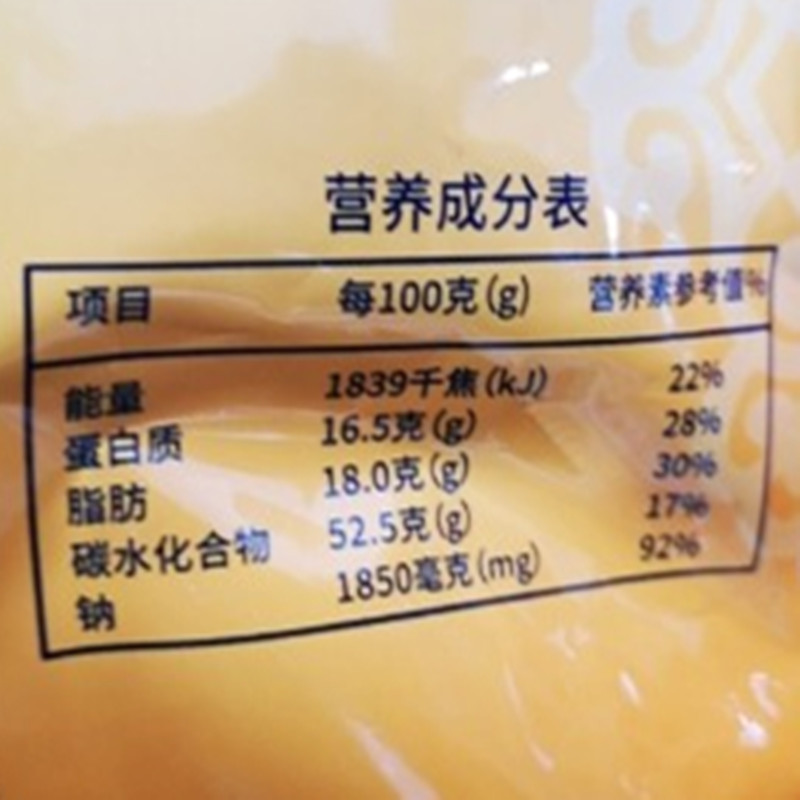 营养成分表
项目 每100克(g) 营养素参考值%
能量 1839千焦(kJ) 22%
蛋白质 16.5克(g) 28%
脂肪 18.0克(g) 30%
碳水化合物 52.5克(g) 17%
钠 1850毫克(mg) 92%